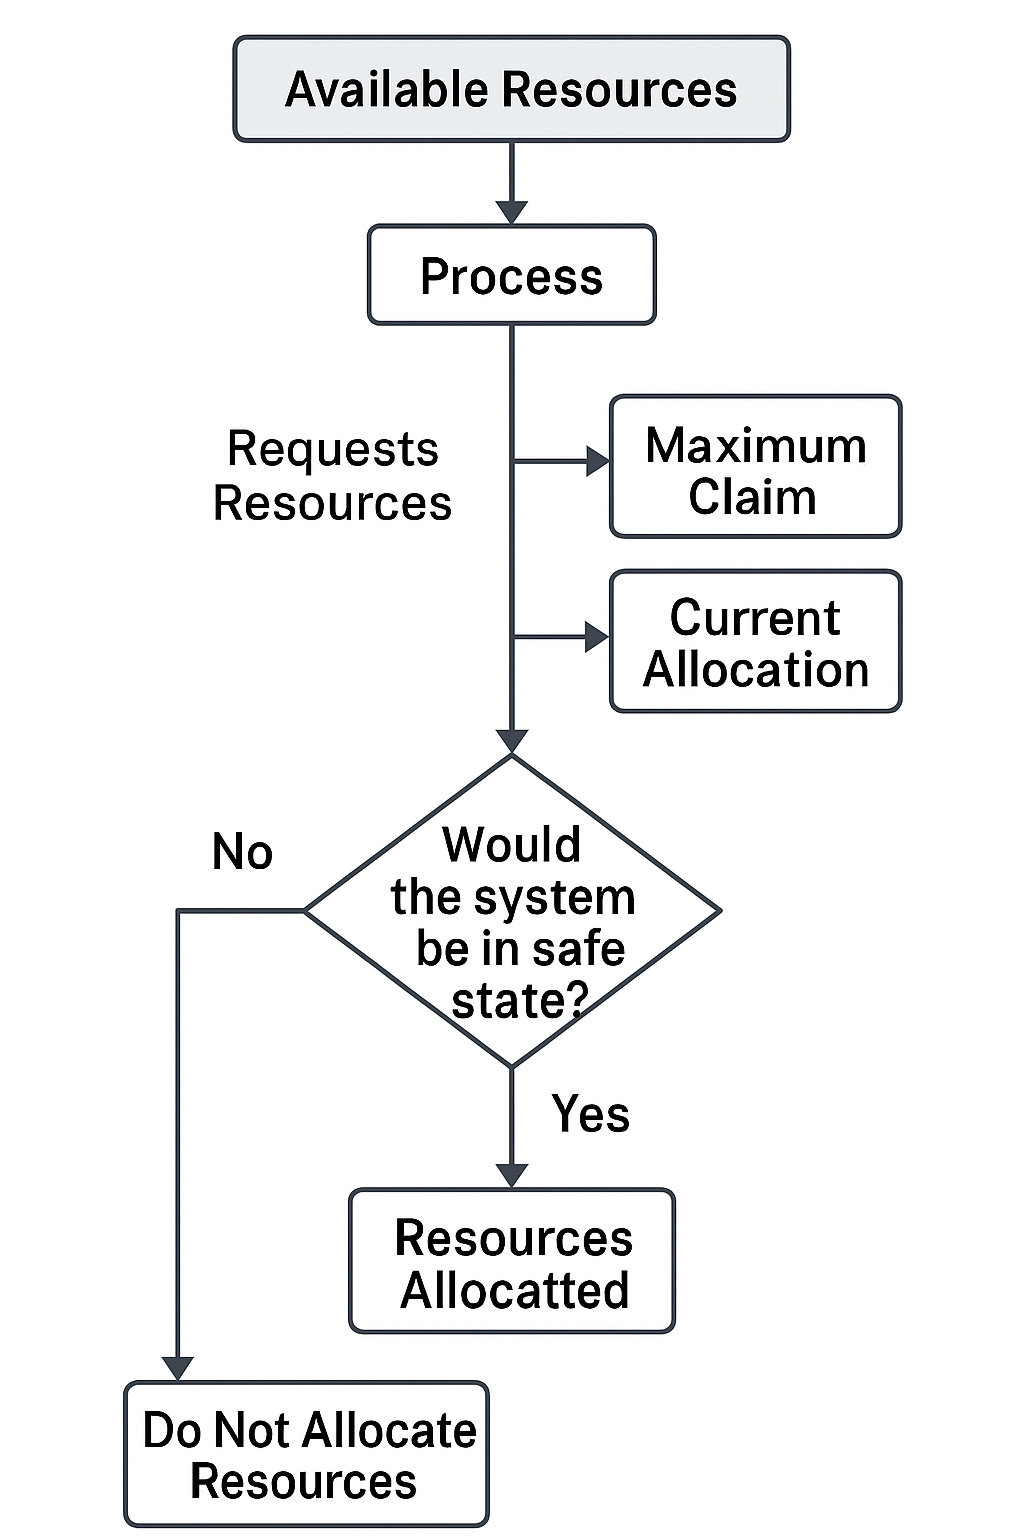 Available Resources
Process
Requests
Resources
Maximum
Claim
Current
Allocation
Would
the system
be in safe
state?
No
Yes
Resources
Allocatted
Do Not Allocate
Resources